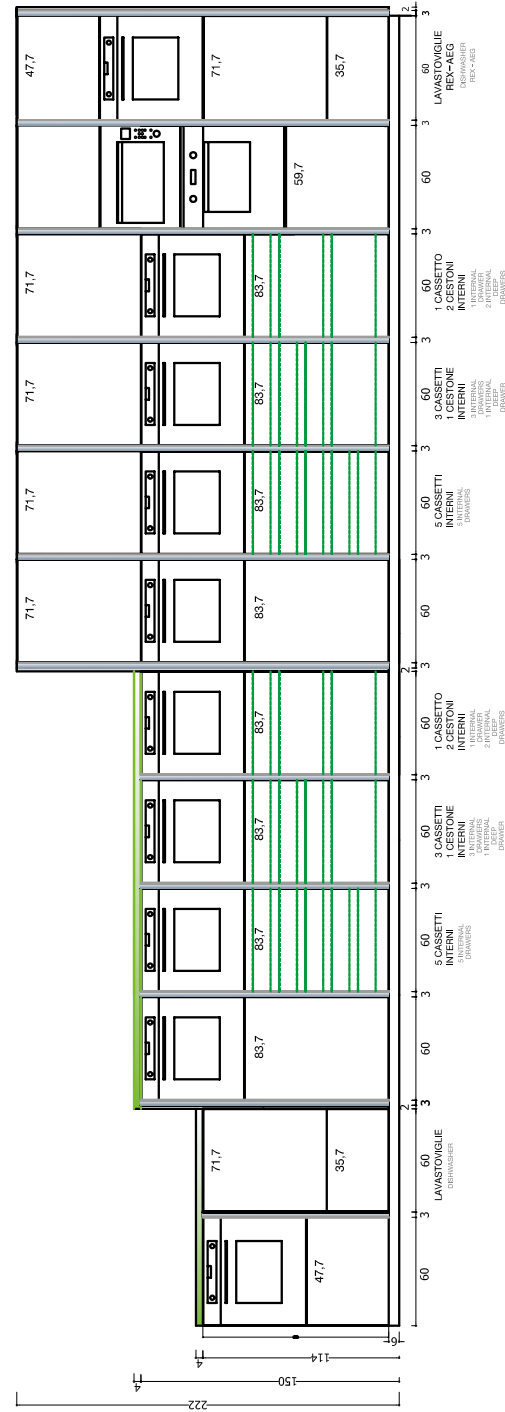 71,7
71,7
71,7
71,7
47,7
71,7
83,7
83,7
83,7
83,7
83,7
83,7
83,7
83,7
59,7
71,7
47,7
35,7
35,7
222
4
150
4
114
6
60
3
60
2
3
3
60
3
60
3
60
3
60
2
3
60
3
60
3
60
3
60
3
60
3
60
3
2
LAVASTOVIGLIE
DISHWASHER
5 CASSETTI
INTERNI
5 INTERNAL
DRAWERS
3 CASSETTI
1 CESTONE
INTERNI
3 INTERNAL
DRAWERS
1 INTERNAL
DEEP
DRAWER
1 CASSETTO
2 CESTONI
INTERNI
1 INTERNAL
DRAWER
2 INTERNAL
DEEP
DRAWERS
5 CASSETTI
INTERNI
5 INTERNAL
DRAWERS
3 CASSETTI
1 CESTONE
INTERNI
3 INTERNAL
DRAWERS
1 INTERNAL
DEEP
DRAWER
1 CASSETTO
2 CESTONI
INTERNI
1 INTERNAL
DRAWER
2 INTERNAL
DEEP
DRAWERS
LAVASTOVIGLIE
REX-AEG
DISHWASHER
REX-AEG